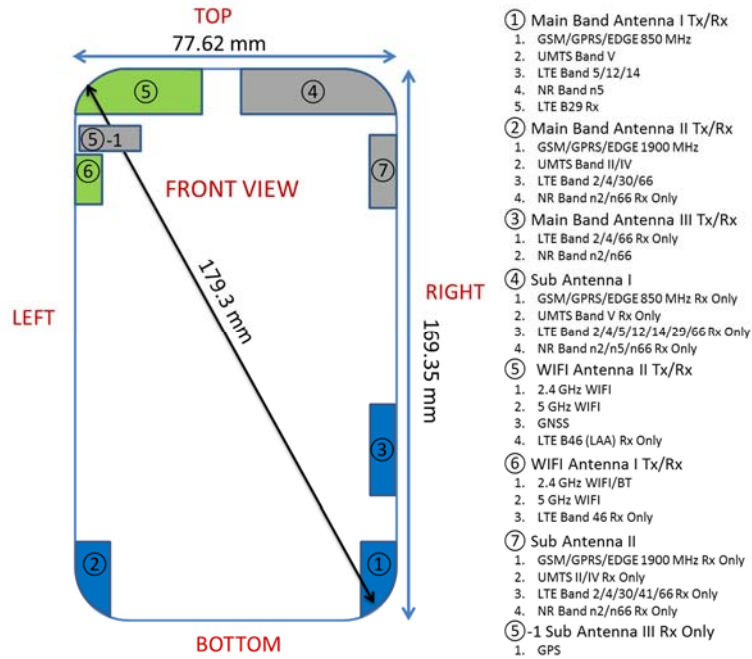 TOP
77.62 mm
⑤
④
⑤-1
⑥
⑦
FRONT VIEW
179.3 mm
LEFT
RIGHT
169.35 mm
③
②
①
BOTTOM
① Main Band Antenna I Tx/Rx
1. GSM/GPRS/EDGE 850 MHz
2. UMTS Band V
3. LTE Band 5/12/14
4. NR Band n5
5. LTE B29 Rx
② Main Band Antenna II Tx/Rx
1. GSM/GPRS/EDGE 1900 MHz
2. UMTS Band II/IV
3. LTE Band 2/4/30/66
4. NR Band n2/n66 Rx Only
③ Main Band Antenna III Tx/Rx
1. LTE Band 2/4/66 Rx Only
2. NR Band n2/n66
④ Sub Antenna I
1. GSM/GPRS/EDGE 850 MHz Rx Only
2. UMTS Band V Rx Only
3. LTE Band 2/4/5/12/14/29/66 Rx Only
4. NR Band n2/n5/n66 Rx Only
⑤ WIFI Antenna II Tx/Rx
1. 2.4 GHz WIFI
2. 5 GHz WIFI
3. GNSS
4. LTE B46 (LAA) Rx Only
⑥ WIFI Antenna I Tx/Rx
1. 2.4 GHz WIFI/BT
2. 5 GHz WIFI
3. LTE Band 46 Rx Only
⑦ Sub Antenna II
1. GSM/GPRS/EDGE 1900 MHz Rx Only
2. UMTS II/IV Rx Only
3. LTE Band 2/4/30/41/66 Rx Only
4. NR Band n2/n66 Rx Only
⑤-1 Sub Antenna III Rx Only
1. GPS